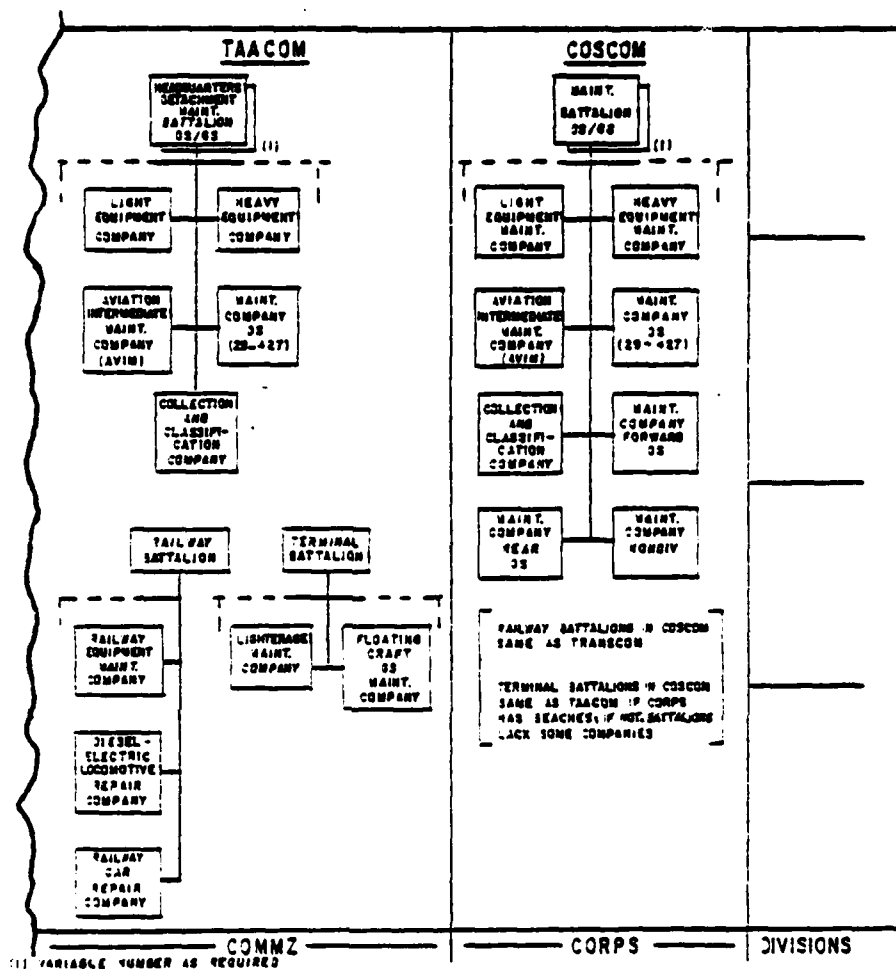 TAACOM
HEADQUARTERS
DETACHMENT
MAINT.
BATTALION
DS/GS
(1)
LIGHT
EQUIPMENT
COMPANY
HEAVY
EQUIPMENT
COMPANY
AVIATION
INTERMEDIATE
MAINT.
COMPANY
(AVIM)
MAINT.
COMPANY
DS
(29-427)
COLLECTION
AND
CLASSIFI-
CATION
COMPANY
RAILWAY
BATTALION
TERMINAL
BATTALION
RAILWAY
EQUIPMENT
MAINT.
COMPANY
LIGHTERAGE
MAINT.
COMPANY
FLOATING
CRAFT
GS
MAINT.
COMPANY
DIESEL-
ELECTRIC
LOCOMOTIVE
REPAIR
COMPANY
RAILWAY
CAR
REPAIR
COMPANY
COSCOM
MAINT.
BATTALION
DS/GS
(1)
LIGHT
EQUIPMENT
MAINT.
COMPANY
HEAVY
EQUIPMENT
MAINT.
COMPANY
AVIATION
INTERMEDIATE
MAINT.
COMPANY
(AVIM)
MAINT.
COMPANY
DS
(29-427)
COLLECTION
AND
CLASSIFI-
CATION
COMPANY
MAINT.
COMPANY
FORWARD
DS
MAINT.
COMPANY
REAR
DS
MAINT.
COMPANY
NONDIV
RAILWAY BATTALIONS IN COSCOM
SAME AS TRANSCOM
TERMINAL BATTALIONS IN COSCOM
SAME AS TAACOM IF CORPS
HAS BEACHES; IF NOT, BATTALIONS
LACK SOME COMPANIES
COMMZ
CORPS
DIVISIONS
(1) VARIABLE NUMBER AS REQUIRED